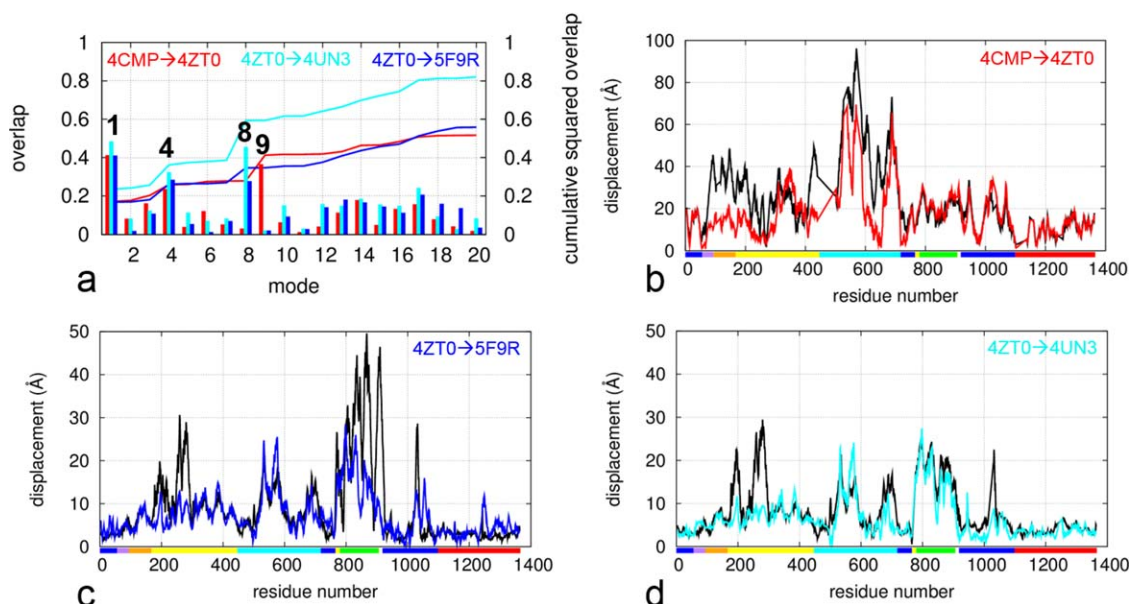 4CMP→4ZT0 4ZT0→4UN3 4ZT0→5F9R
1 1
0.8 0.8
0.6 0.6
0.4 0.4
0.2 0.2
0 0
overlap
cumulative squared overlap
1 4 8 9
2 4 6 8 10 12 14 16 18 20
mode
a
4CMP→4ZT0
100
80
60
40
20
0
displacement (Å)
0 200 400 600 800 1000 1200 1400
residue number
b
4ZT0→5F9R
50
40
30
20
10
0
displacement (Å)
0 200 400 600 800 1000 1200 1400
residue number
c
4ZT0→4UN3
50
40
30
20
10
0
displacement (Å)
0 200 400 600 800 1000 1200 1400
residue number
d